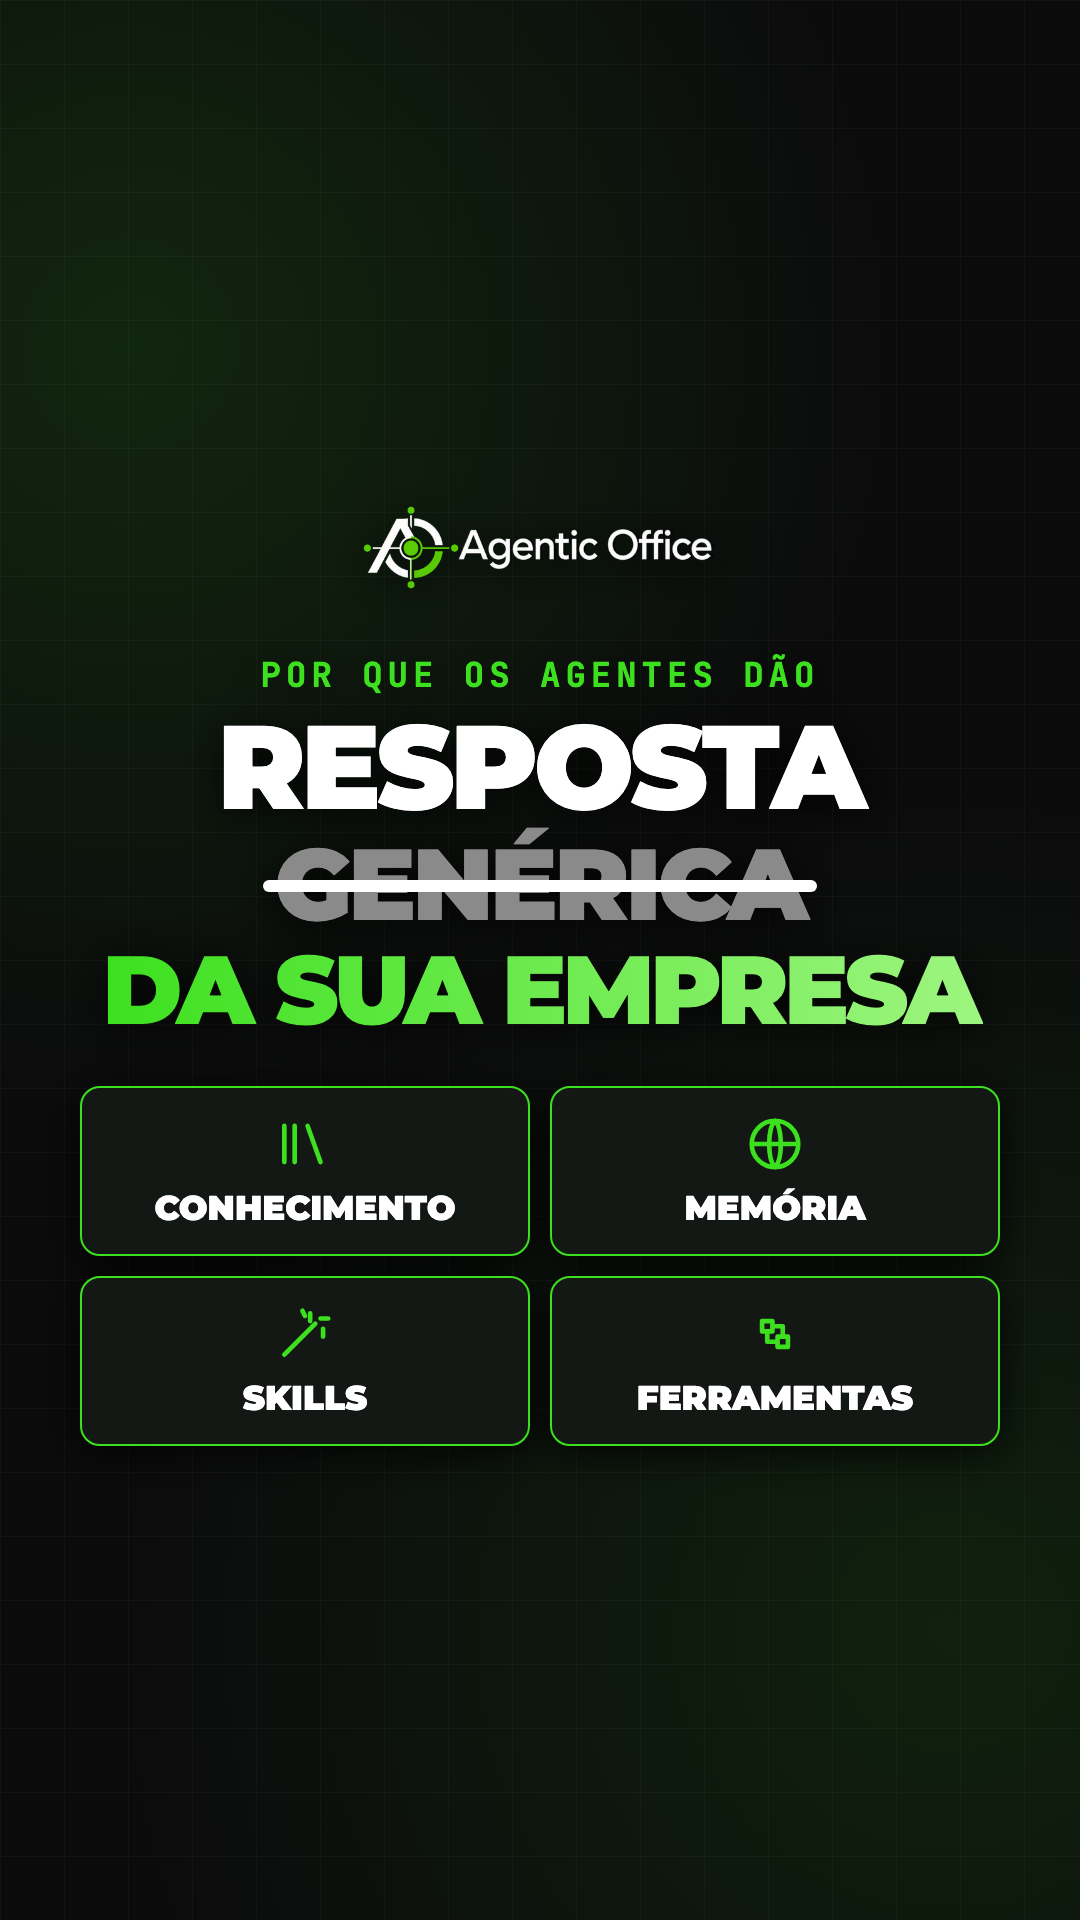 Agentic Office
POR QUE OS AGENTES DÃO
RESPOSTA
GENÉRICA
DA SUA EMPRESA
CONHECIMENTO
MEMÓRIA
SKILLS
FERRAMENTAS